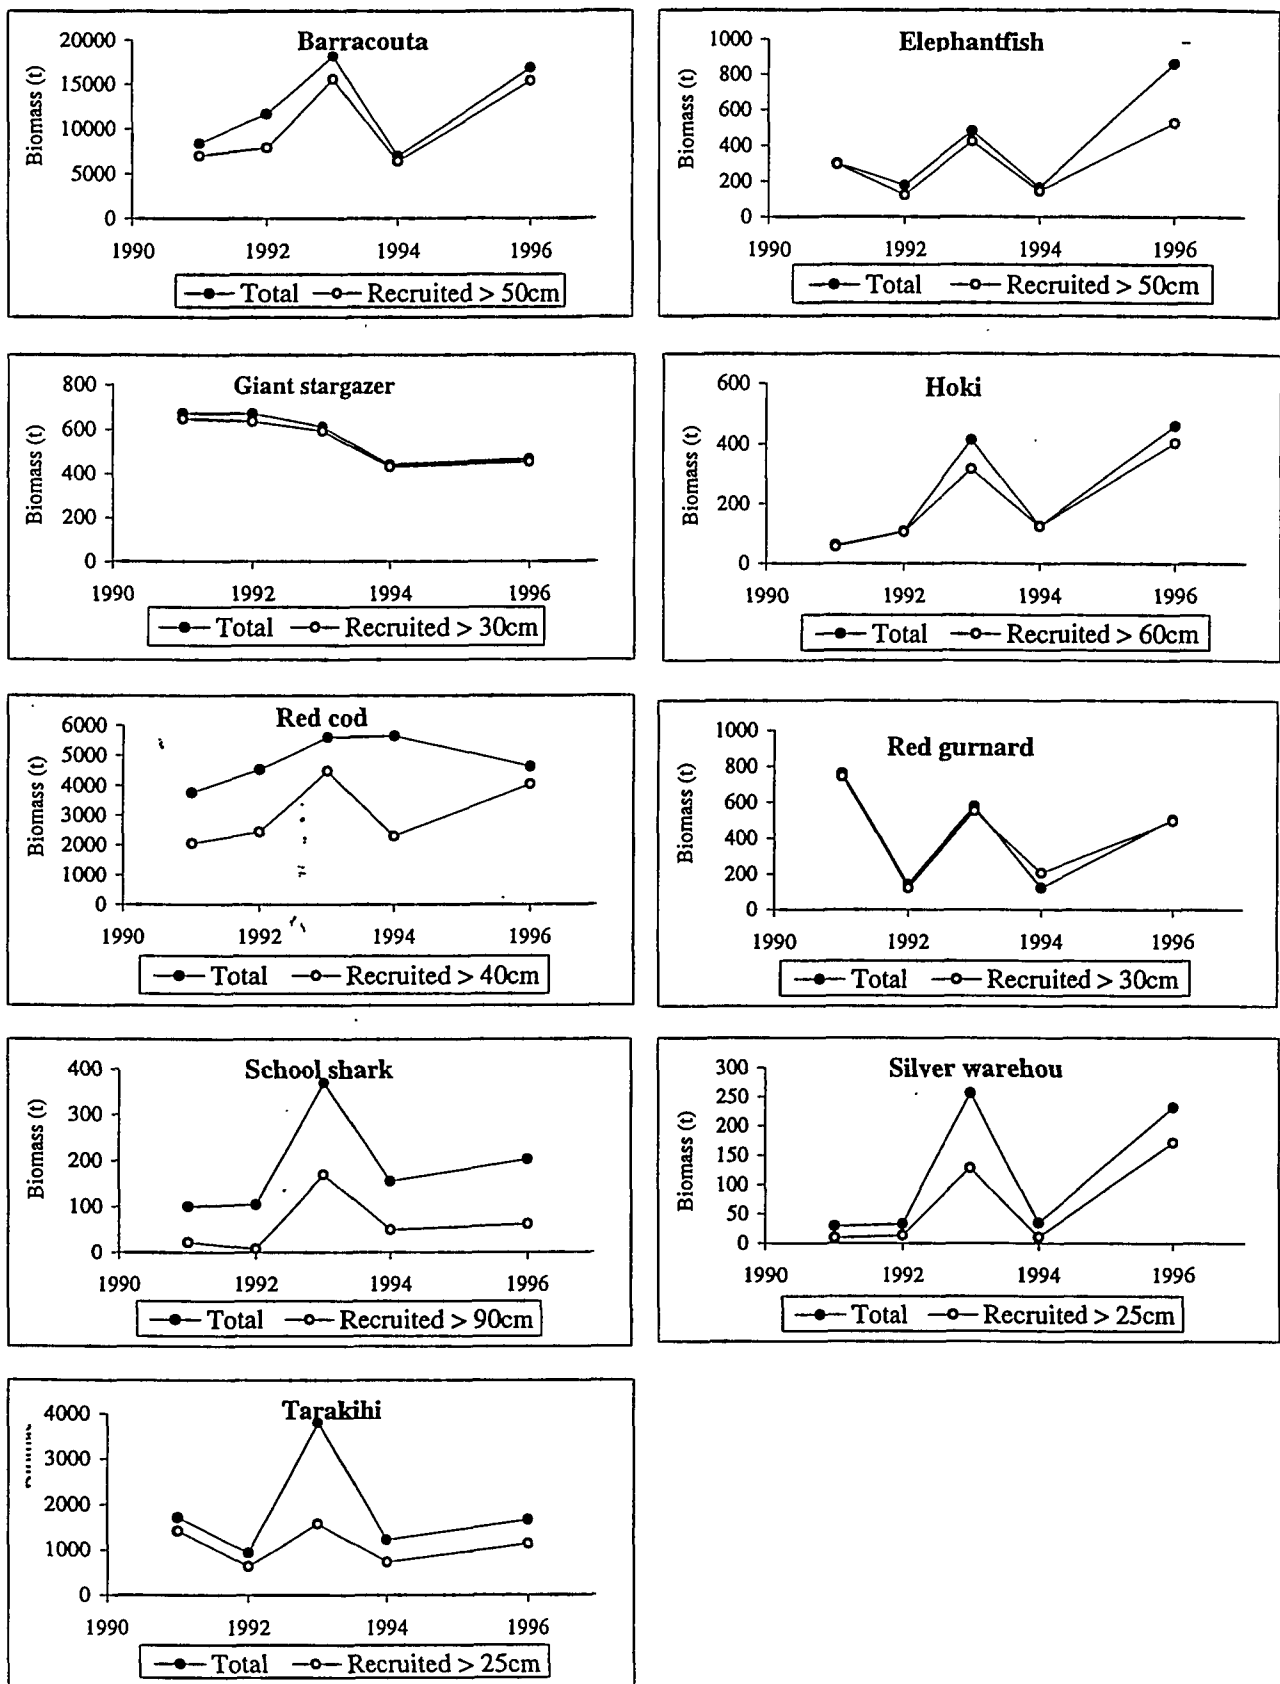 Barracouta
Biomass (t)
20000
15000
10000
5000
0
1990 1992 1994 1996
Total Recruited > 50cm
Elephantfish
Biomass (t)
1000
800
600
400
200
0
1990 1992 1994 1996
Total Recruited > 50cm
Giant stargazer
Biomass (t)
800
600
400
200
0
1990 1992 1994 1996
Total Recruited > 30cm
Hoki
Biomass (t)
600
400
200
0
1990 1992 1994 1996
Total Recruited > 60cm
Red cod
Biomass (t)
6000
5000
4000
3000
2000
1000
0
1990 1992 1994 1996
Total Recruited > 40cm
Red gurnard
Biomass (t)
1000
800
600
400
200
0
1990 1992 1994 1996
Total Recruited > 30cm
School shark
Biomass (t)
400
300
200
100
0
1990 1992 1994 1996
Total Recruited > 90cm
Silver warehou
Biomass (t)
300
250
200
150
100
50
0
1990 1992 1994 1996
Total Recruited > 25cm
Tarakihi
4000
3000
2000
1000
0
1990 1992 1994 1996
Total Recruited > 25cm